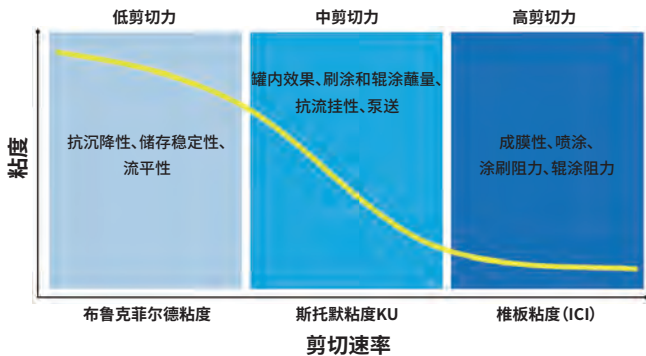 低剪切力
中剪切力
高剪切力
粘度
抗沉降性、储存稳定性、
流平性
罐内效果、刷涂和辊涂蘸量、
抗流挂性、泵送
成膜性、喷涂、
涂刷阻力、辊涂阻力
布鲁克菲尔德粘度
斯托默粘度KU
椎板粘度(ICI)
剪切速率